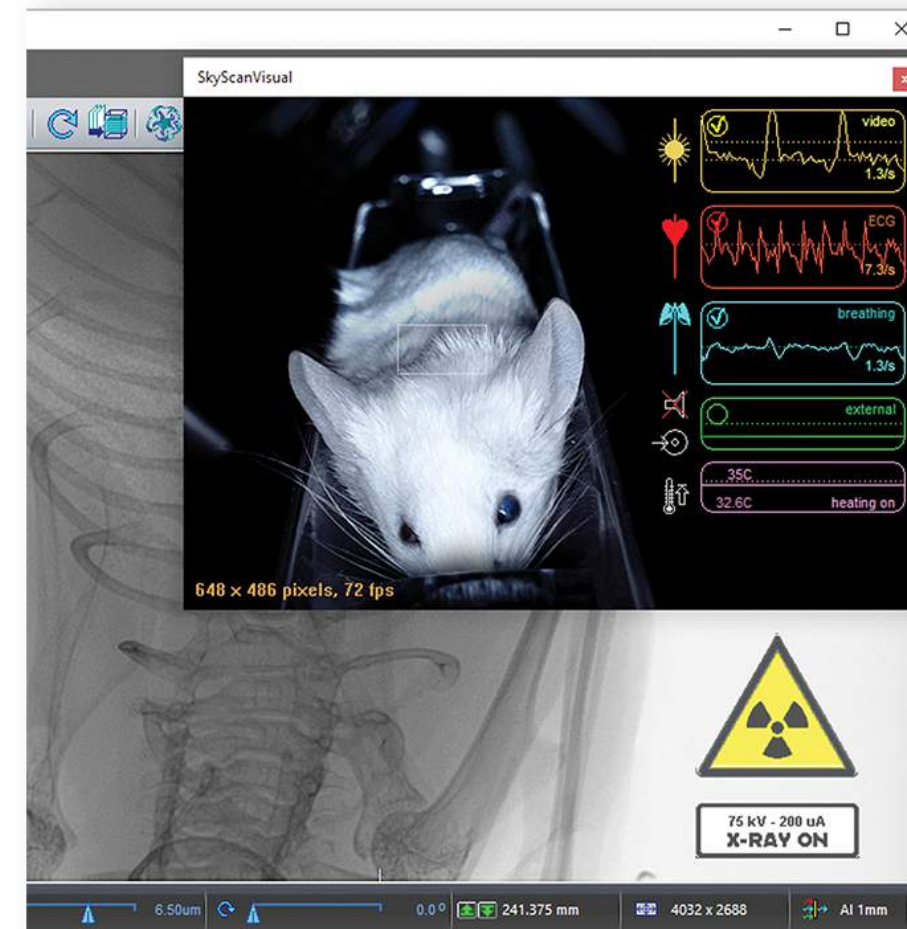 SkyScanVisual
video
1.3/s
ECG
7.3/s
breathing
1.3/s
external
35C
32.6C heating on
648 x 486 pixels, 72 fps
75 kV - 200 uA
X-RAY ON
6.50um 0.0° 241.375 mm 4032 x 2688 Al 1mm